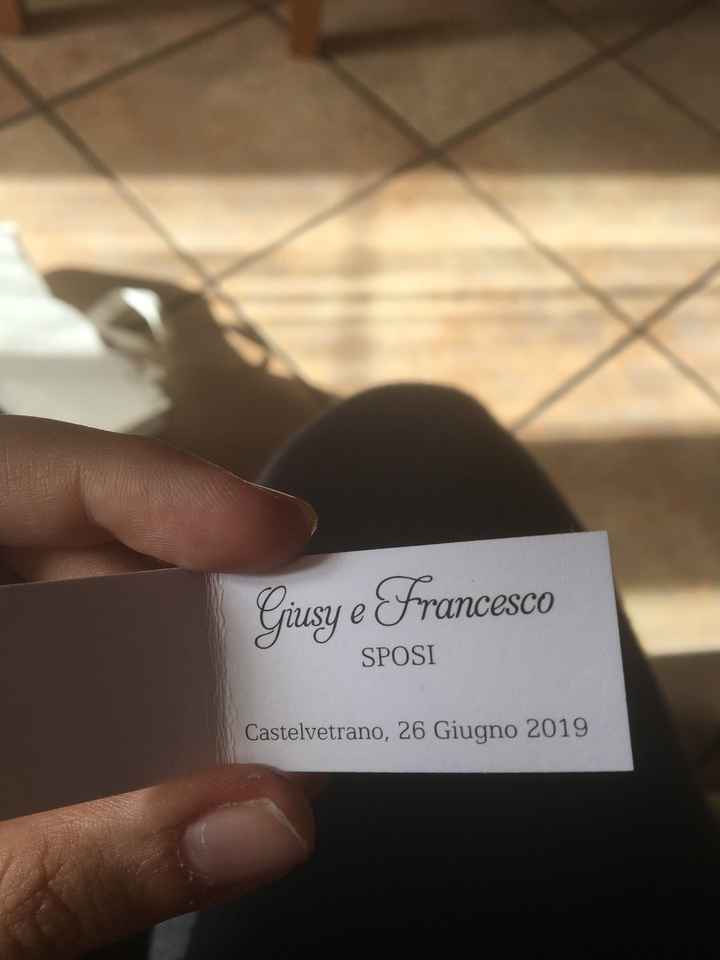 Giusy e Francesco
SPOSI
Castelvetrano, 26 Giugno 2019